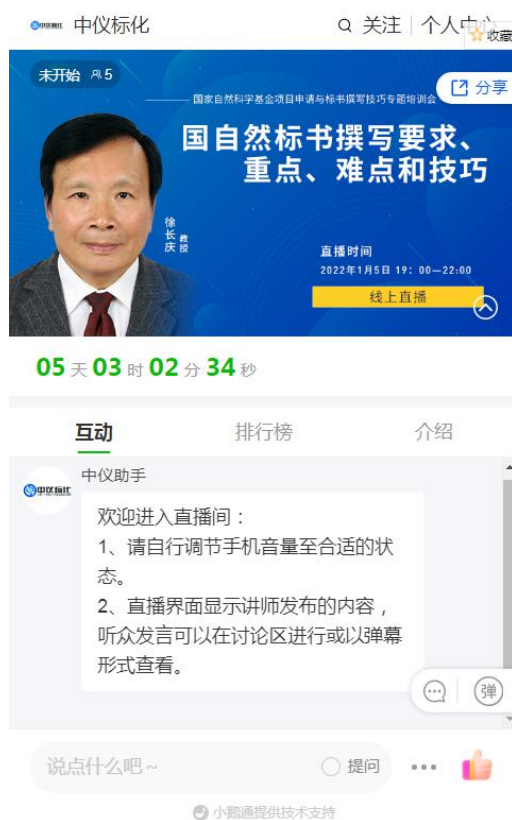 中仪标化
关注
个人中心
收藏
未开始 5
分享
国家自然科学基金项目申请与标书撰写技巧专题培训会
国自然标书撰写要求、
重点、难点和技巧
徐长庆
教授
直播时间
2022年1月5日 19：00—22:00
线上直播
05 天 03 时 02 分 34 秒
互动
排行榜
介绍
中仪助手
中仪标化
欢迎进入直播间：
1、请自行调节手机音量至合适的状
态。
2、直播界面显示讲师发布的内容，
听众发言可以在讨论区进行或以弹幕
形式查看。
弹
说点什么吧~
提问
小鹅通提供技术支持